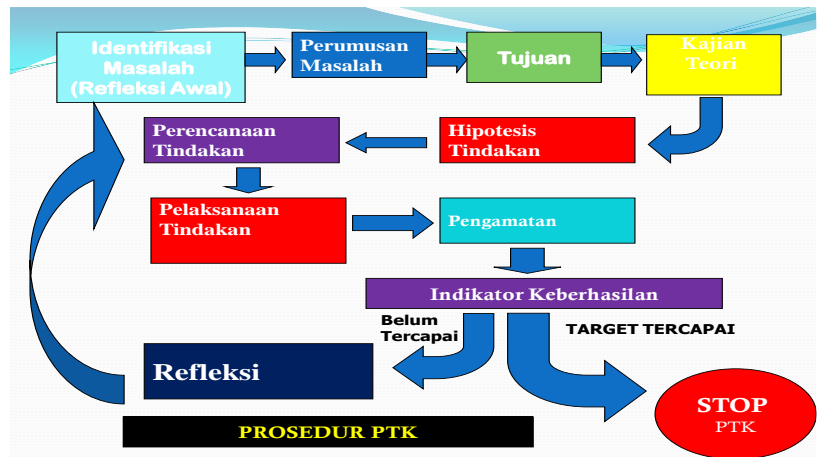 Identifikasi
Masalah
(Refleksi Awal)
Perumusan
Masalah
Tujuan
Kajian
Teori
Perencanaan
Tindakan
Hipotesis
Tindakan
Pelaksanaan
Tindakan
Pengamatan
Indikator Keberhasilan
Belum
Tercapai
TARGET TERCAPAI
Refleksi
STOP
PTK
PROSEDUR PTK